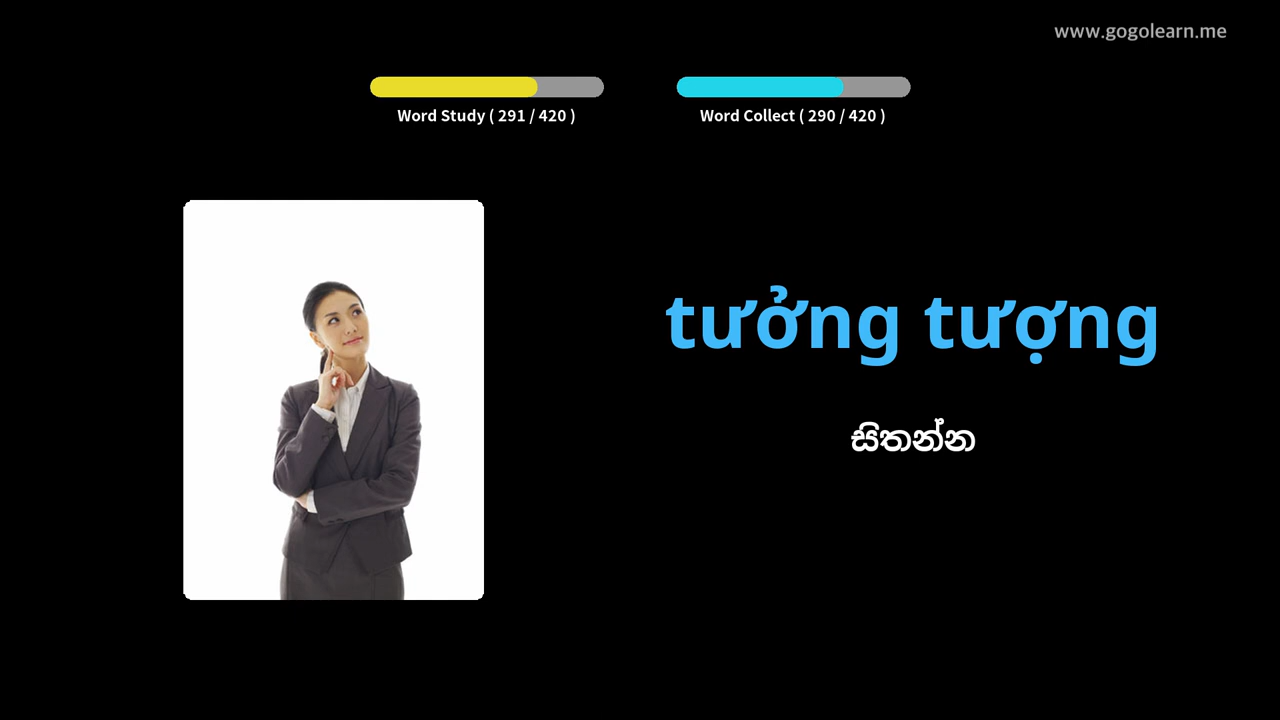 www.gogolearn.me
Word Study ( 291 / 420 )
Word Collect ( 290 / 420 )
tưởng tượng
සිතන්න